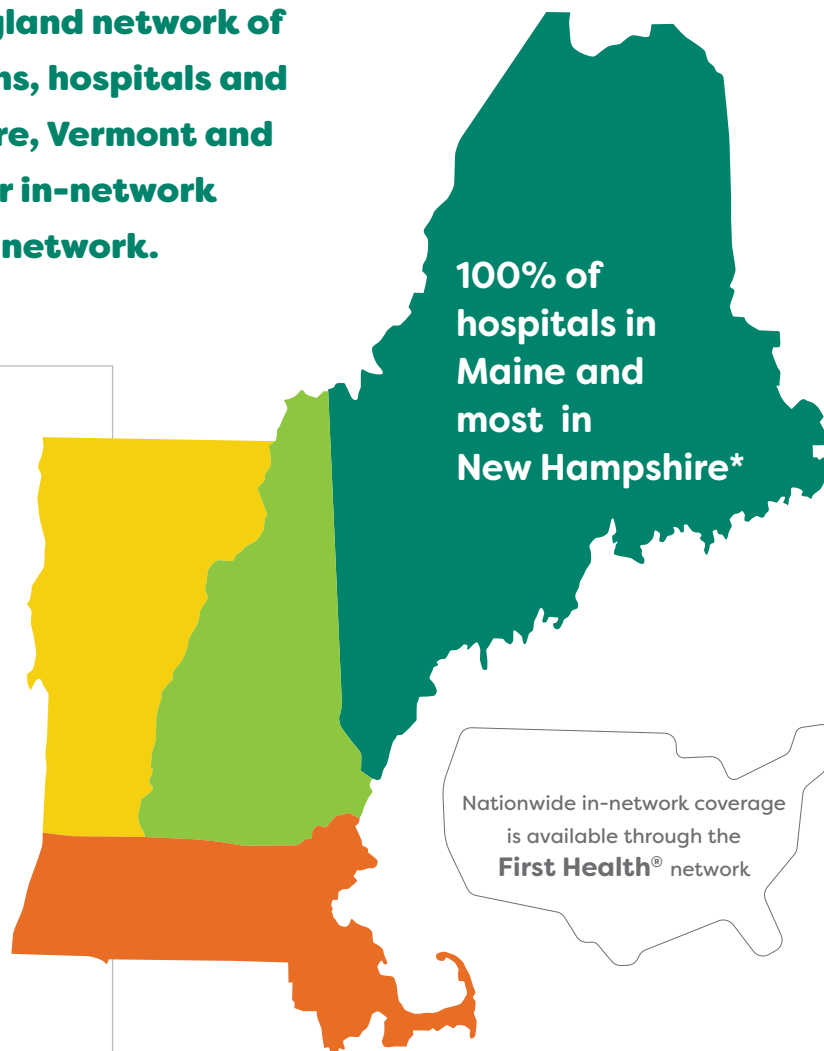 gland network of
ns, hospitals and
re, Vermont and
r in-network
network.
100% of
hospitals in
Maine and
most in
New Hampshire*
Nationwide in-network coverage
is available through the
First Health® network